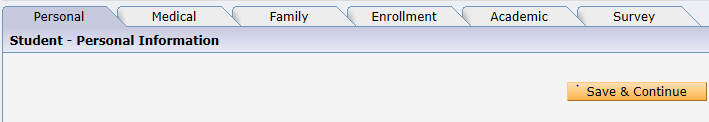 Personal Medical Family Enrollment Academic Survey
Student - Personal Information
Save & Continue